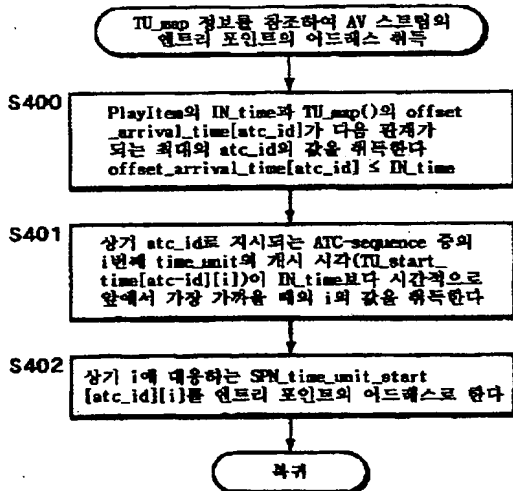 TU_map 정보를 참조하여 AV 스트림의
엔트리 포인트의 어드레스 취득
S400
PlayItem의 IN_time과 TU_map()의 offset
_arrival_time[atc_id]가 다음 관계가
되는 최대의 atc_id의 값을 취득한다
offset_arrival_time[atc_id] ≤ IN_time
S401
상기 atc_id로 지시되는 ATC-sequence 중의
i번째 time_unit의 개시 시각(TU_start_
time[atc-id][i])이 IN_time보다 시간적으로
앞에서 가장 가까울 때의 i의 값을 취득한다
S402
상기 i에 대응하는 SPN_time_unit_start
[atc_id][i]를 엔트리 포인트의 어드레스로 한다
복귀